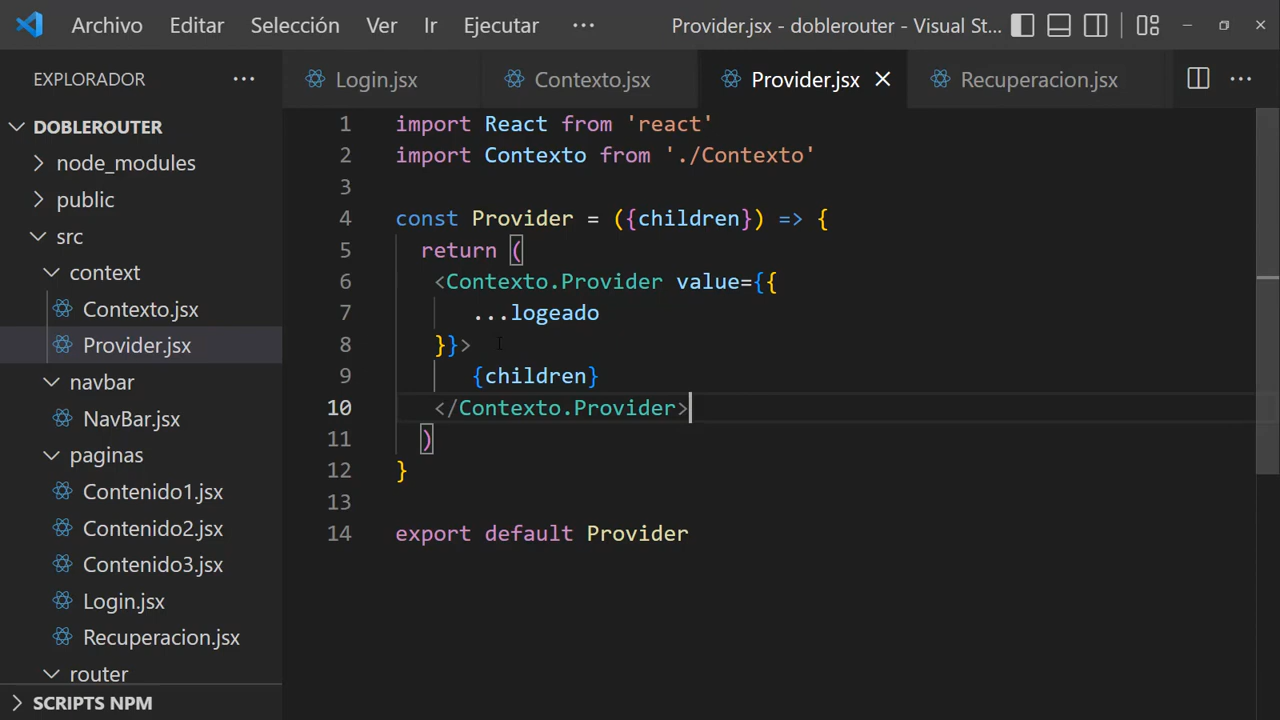 Archivo Editar Selección Ver Ir Ejecutar ··· Provider.jsx - doblerouter - Visual St...
EXPLORADOR ···
Login.jsx Contexto.jsx Provider.jsx Recuperacion.jsx ···
DOBLEROUTER
node_modules
public
src
context
Contexto.jsx
Provider.jsx
navbar
NavBar.jsx
paginas
Contenido1.jsx
Contenido2.jsx
Contenido3.jsx
Login.jsx
Recuperacion.jsx
router
SCRIPTS NPM
1 import React from 'react'
2 import Contexto from './Contexto'
3
4 const Provider = ({children}) => {
5 return (
6 <Contexto.Provider value={{
7 ...logeado
8 }}>
9 {children}
10 </Contexto.Provider>
11 )
12 }
13
14 export default Provider